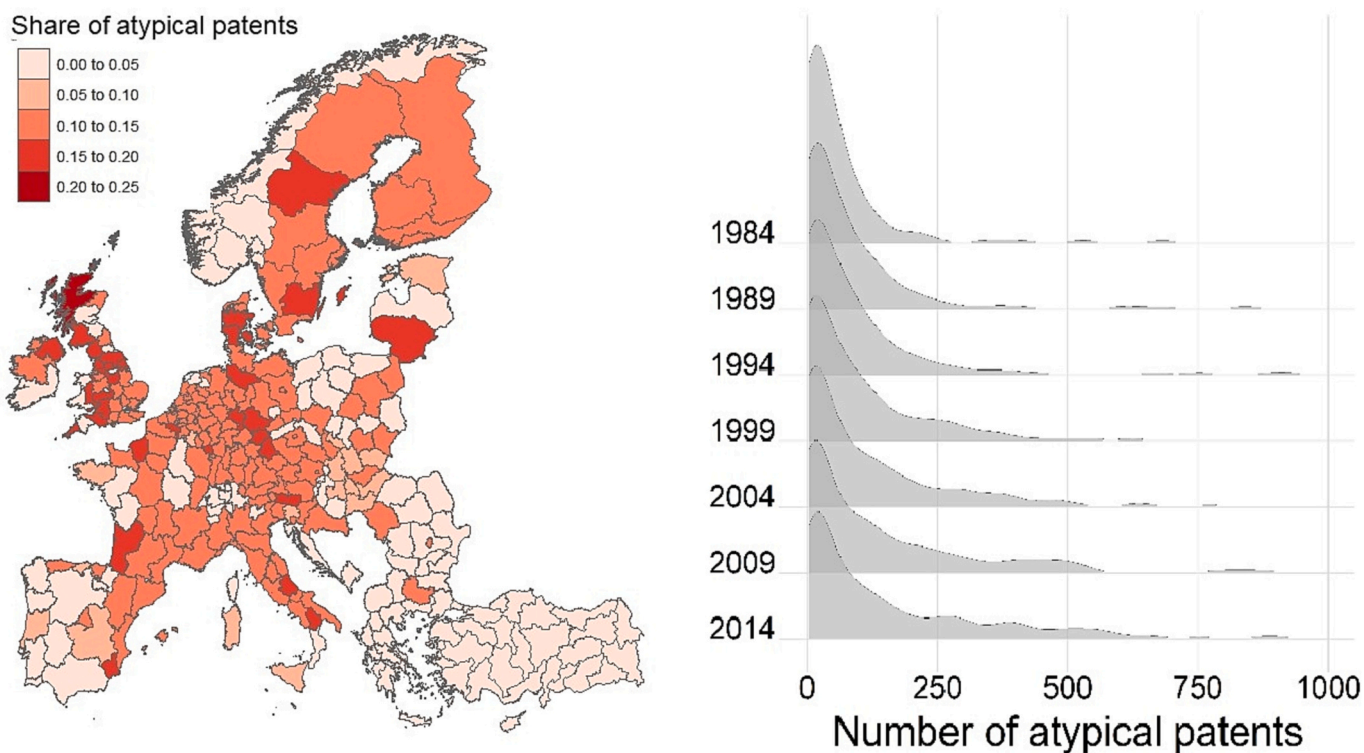 Share of atypical patents
0.00 to 0.05
0.05 to 0.10
0.10 to 0.15
0.15 to 0.20
0.20 to 0.25
1984
1989
1994
1999
2004
2009
2014
0 250 500 750 1000
Number of atypical patents